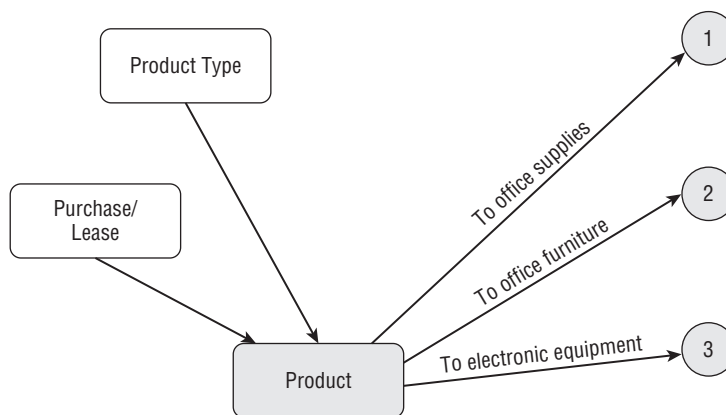 1
Product Type
To office supplies
2
Purchase/
Lease
To office furniture
3
To electronic equipment
Product